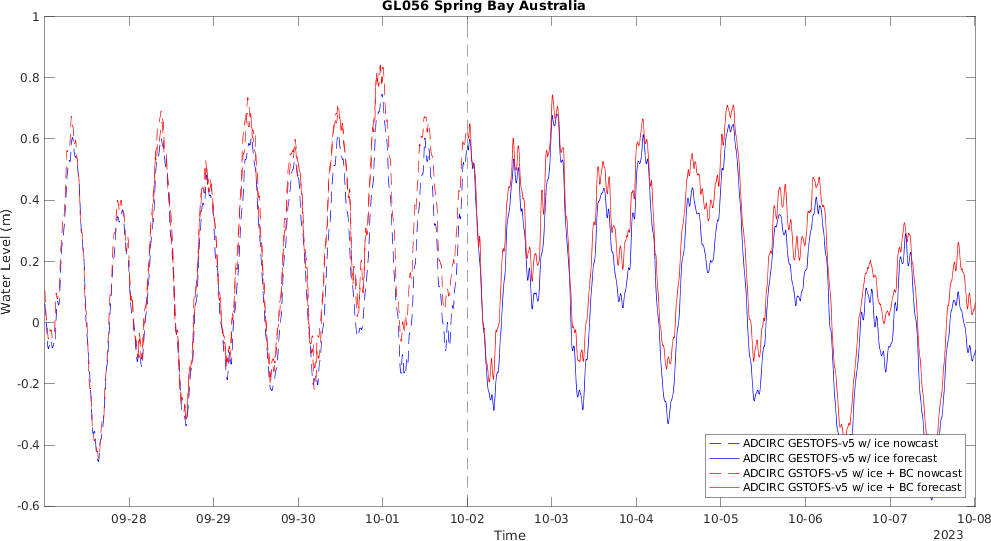 GL056 Spring Bay Australia
1
0.8
0.6
0.4
0.2
0
-0.2
-0.4
-0.6
Water Level (m)
09-28 09-29 09-30 10-01 10-02 10-03 10-04 10-05 10-06 10-07 10-08
Time
2023
ADCIRC GESTOFS-v5 w/ ice nowcast
ADCIRC GESTOFS-v5 w/ ice forecast
ADCIRC GSTOFS-v5 w/ ice + BC nowcast
ADCIRC GSTOFS-v5 w/ ice + BC forecast